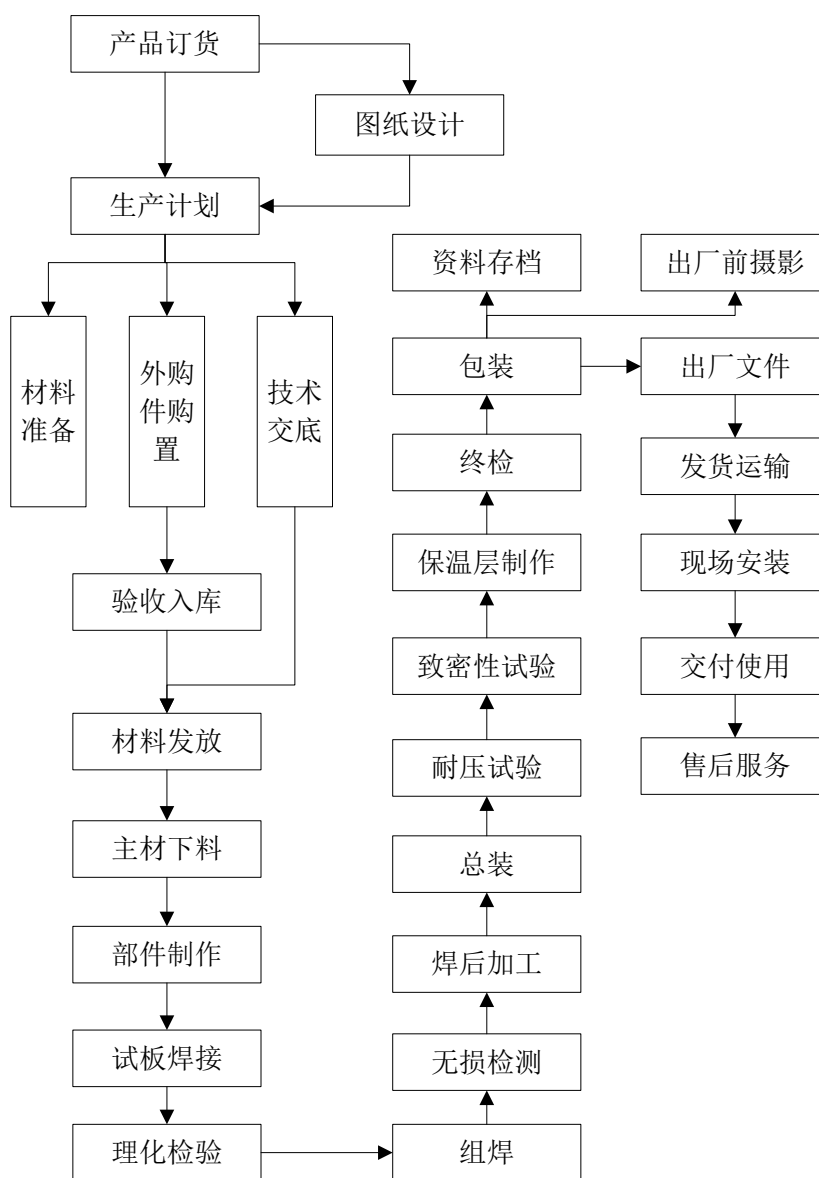 产品订货
图纸设计
生产计划
材料
准备
外购
件购
置
技术
交底
验收入库
材料发放
主材下料
部件制作
试板焊接
理化检验
资料存档
出厂前摄影
包装
出厂文件
终检
发货运输
保温层制作
现场安装
致密性试验
交付使用
耐压试验
售后服务
总装
焊后加工
无损检测
组焊